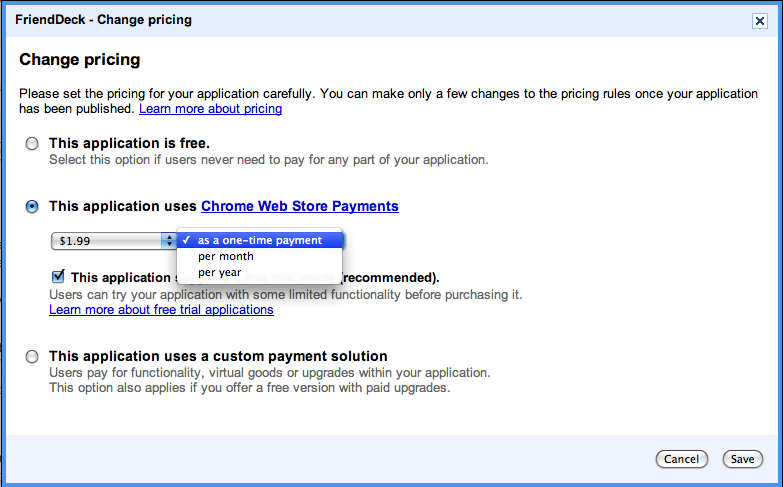 FriendDeck - Change pricing
Change pricing
Please set the pricing for your application carefully. You can make only a few changes to the pricing rules once your application
has been published. Learn more about pricing
This application is free.
Select this option if users never need to pay for any part of your application.
This application uses Chrome Web Store Payments
$1.99
✓ as a one-time payment
per month
per year
This application (recommended).
Users can try your application with some limited functionality before purchasing it.
Learn more about free trial applications
This application uses a custom payment solution
Users pay for functionality, virtual goods or upgrades within your application.
This option also applies if you offer a free version with paid upgrades.
Cancel
Save